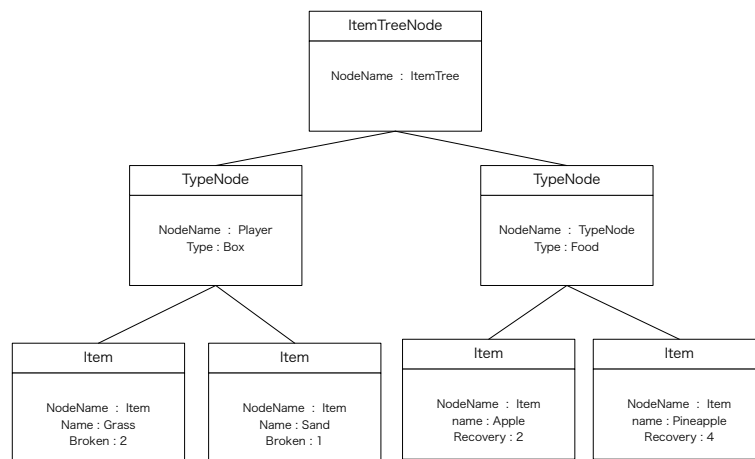 ItemTreeNode
NodeName : ItemTree
TypeNode
NodeName : Player
Type : Box
TypeNode
NodeName : TypeNode
Type : Food
Item
NodeName : Item
Name : Grass
Broken : 2
Item
NodeName : Item
Name : Sand
Broken : 1
Item
NodeName : Item
name : Apple
Recovery : 2
Item
NodeName : Item
name : Pineapple
Recovery : 4